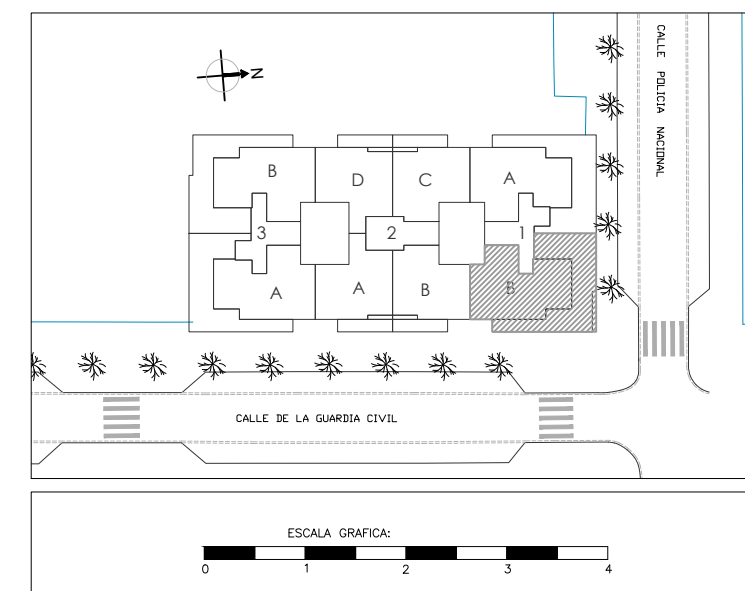 CALLE POLICIA NACIONAL
N
B
D
C
A
3
2
1
A
A
B
B
CALLE DE LA GUARDIA CIVIL
ESCALA GRAFICA:
0 1 2 3 4